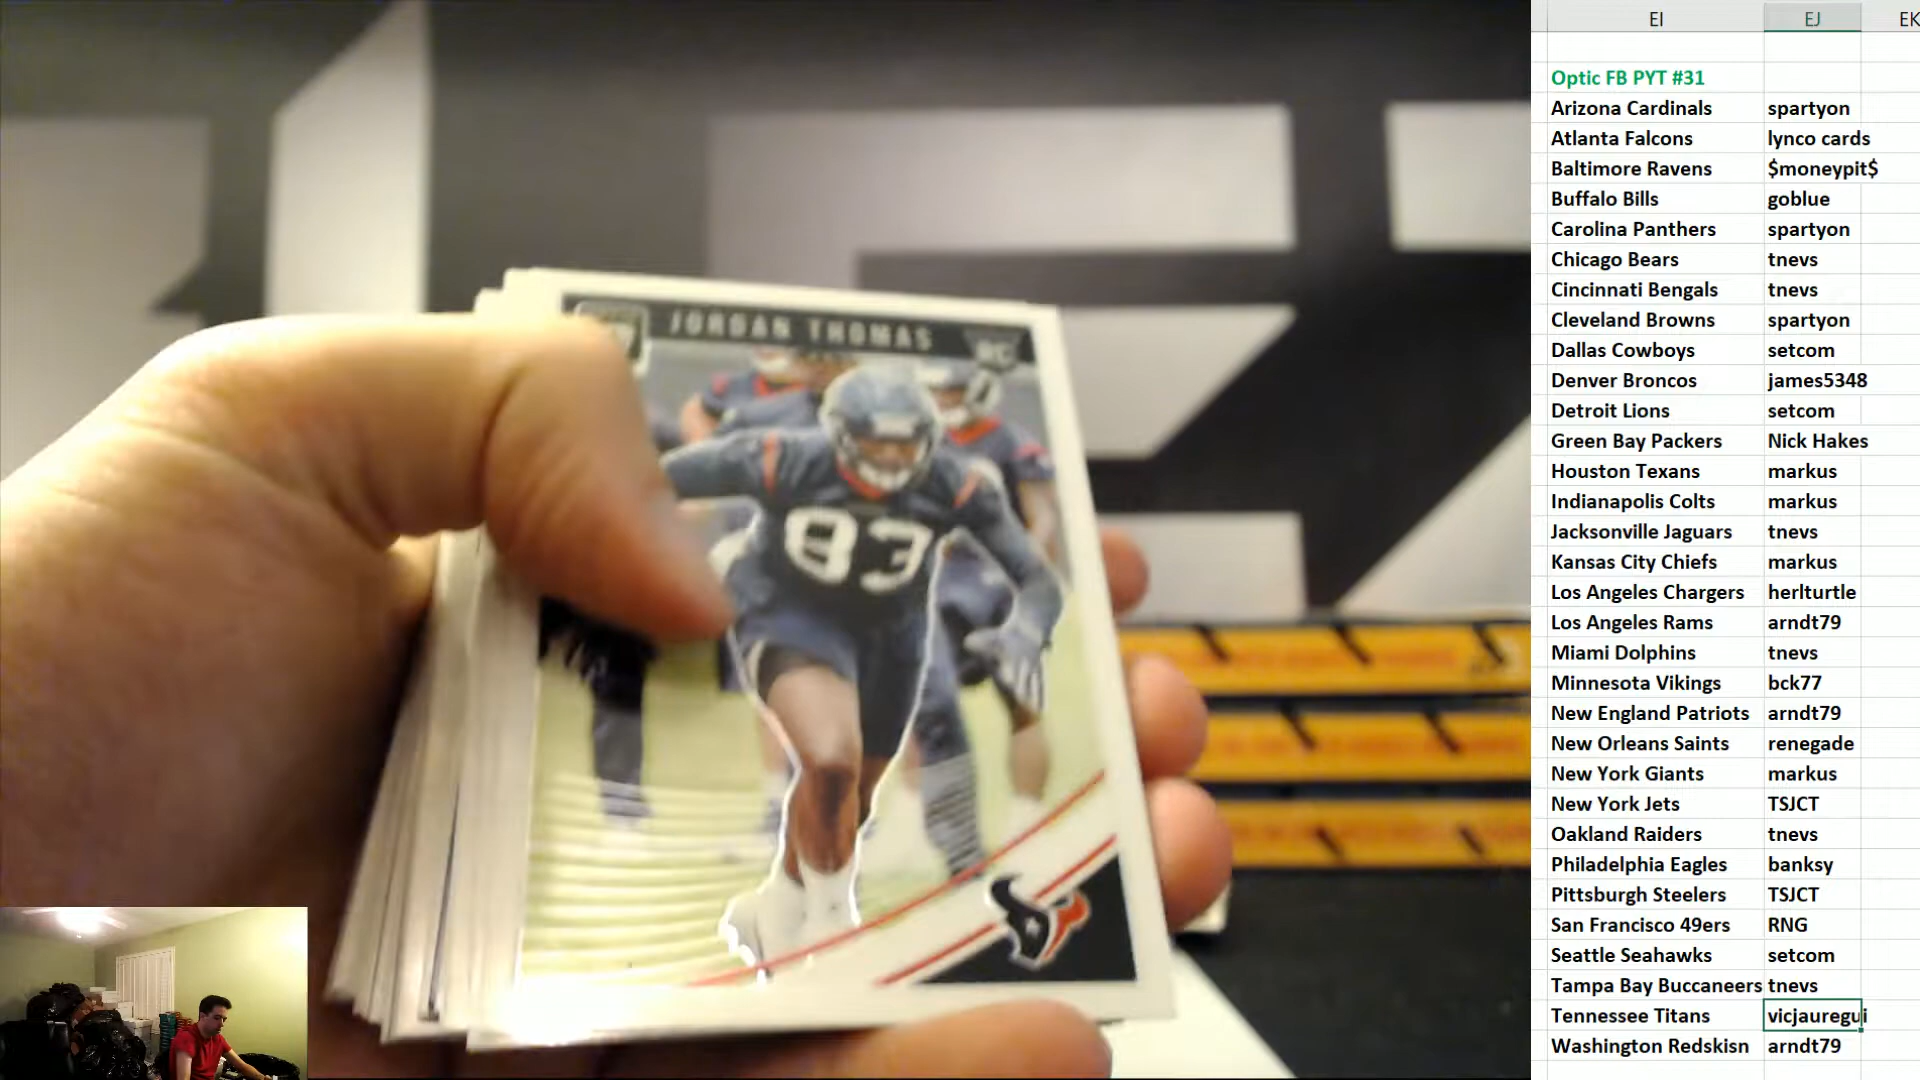 JORDAN THOMAS
RC
83
EI EJ EK
Optic FB PYT #31
Arizona Cardinals spartyon
Atlanta Falcons lynco cards
Baltimore Ravens $moneypit$
Buffalo Bills goblue
Carolina Panthers spartyon
Chicago Bears tnevs
Cincinnati Bengals tnevs
Cleveland Browns spartyon
Dallas Cowboys setcom
Denver Broncos james5348
Detroit Lions setcom
Green Bay Packers Nick Hakes
Houston Texans markus
Indianapolis Colts markus
Jacksonville Jaguars tnevs
Kansas City Chiefs markus
Los Angeles Chargers herlturtle
Los Angeles Rams arndt79
Miami Dolphins tnevs
Minnesota Vikings bck77
New England Patriots arndt79
New Orleans Saints renegade
New York Giants markus
New York Jets TSJCT
Oakland Raiders tnevs
Philadelphia Eagles banksy
Pittsburgh Steelers TSJCT
San Francisco 49ers RNG
Seattle Seahawks setcom
Tampa Bay Buccaneers tnevs
Tennessee Titans vicjauregui
Washington Redskisn arndt79